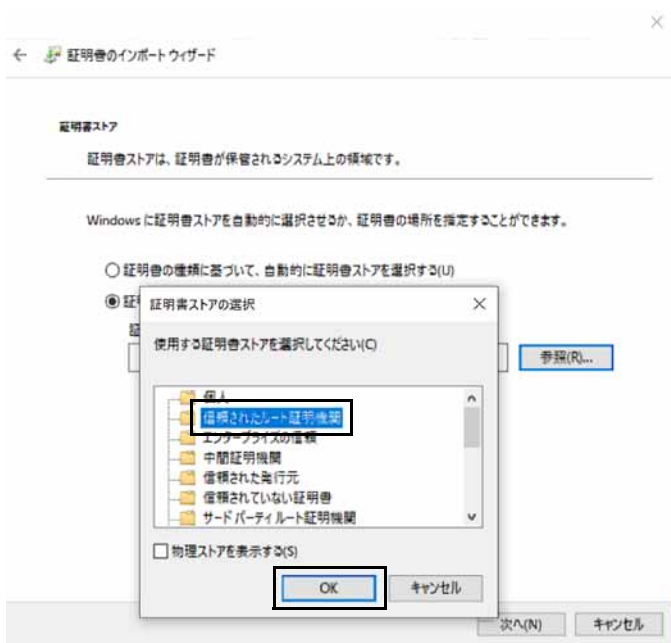 証明書のインポート ウィザード
証明書ストア
証明書ストアは、証明書が保管されるシステム上の領域です。
Windows に証明書ストアを自動的に選択させるか、証明書の場所を指定することができます。
証明書の種類に基づいて、自動的に証明書ストアを選択する(U)
証
証
参照(R)...
証明書ストアの選択
使用する証明書ストアを選択してください(C)
個人
信頼されたルート証明機関
エンタープライズの信頼
中間証明機関
信頼された発行元
信頼されていない証明書
サード パーティ ルート証明機関
物理ストアを表示する(S)
OK
キャンセル
次へ(N)
キャンセル